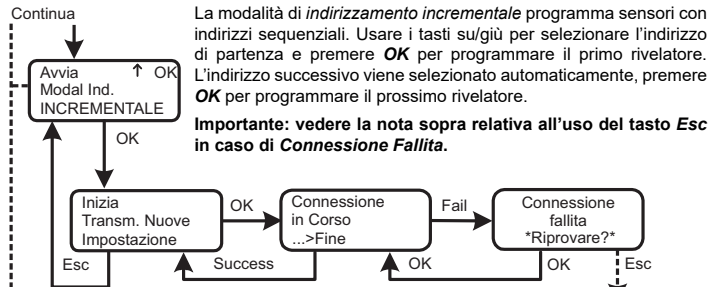 Continua
La modalità di indirizzamento incrementale programma sensori con
indirizzi sequenziali. Usare i tasti su/giù per selezionare l'indirizzo
di partenza e premere OK per programmare il primo rivelatore.
L'indirizzo successivo viene selezionato automaticamente, premere
OK per programmare il prossimo rivelatore.
Importante: vedere la nota sopra relativa all'uso del tasto Esc
in caso di Connessione Fallita.
Avvia ↑ OK
Modal Ind.
INCREMENTALE
OK
Inizia
Transm. Nuove
Impostazione
OK
Connessione
in Corso
...>Fine
Fail
Connessione
fallita
*Riprovare?*
Esc
Success
OK
OK
Esc